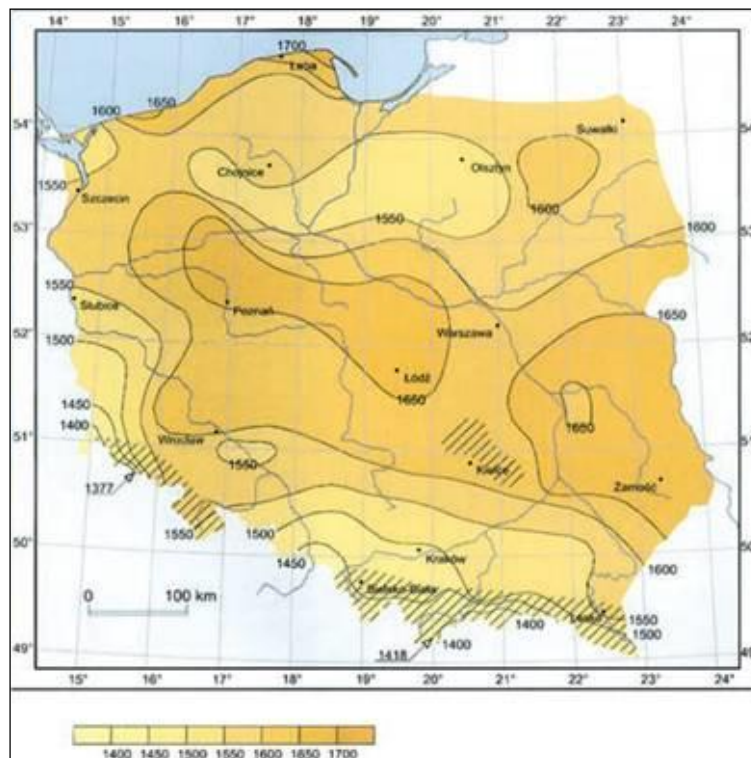 14° 15° 16° 17° 18° 19° 20° 21° 22° 23° 24°
1700
Łeba
1650
1600
54°
Suwałki
Chojnice
Olsztyn
1550
Szczecin
1550
1600
53°
1600
1550
Słubice
Poznań
1650
52°
1500
Warszawa
Łódź
1650
1450
1400
51°
Wrocław
1550
Kielce
Zamość
1377
1550
1500
50°
1450
Kraków
1600
0 100 km
Bielsko-Biała
1550
1400
1500
49°
1418
1400
15° 16° 17° 18° 19° 20° 21° 22° 23° 24°
1400 1450 1500 1550 1600 1650 1700